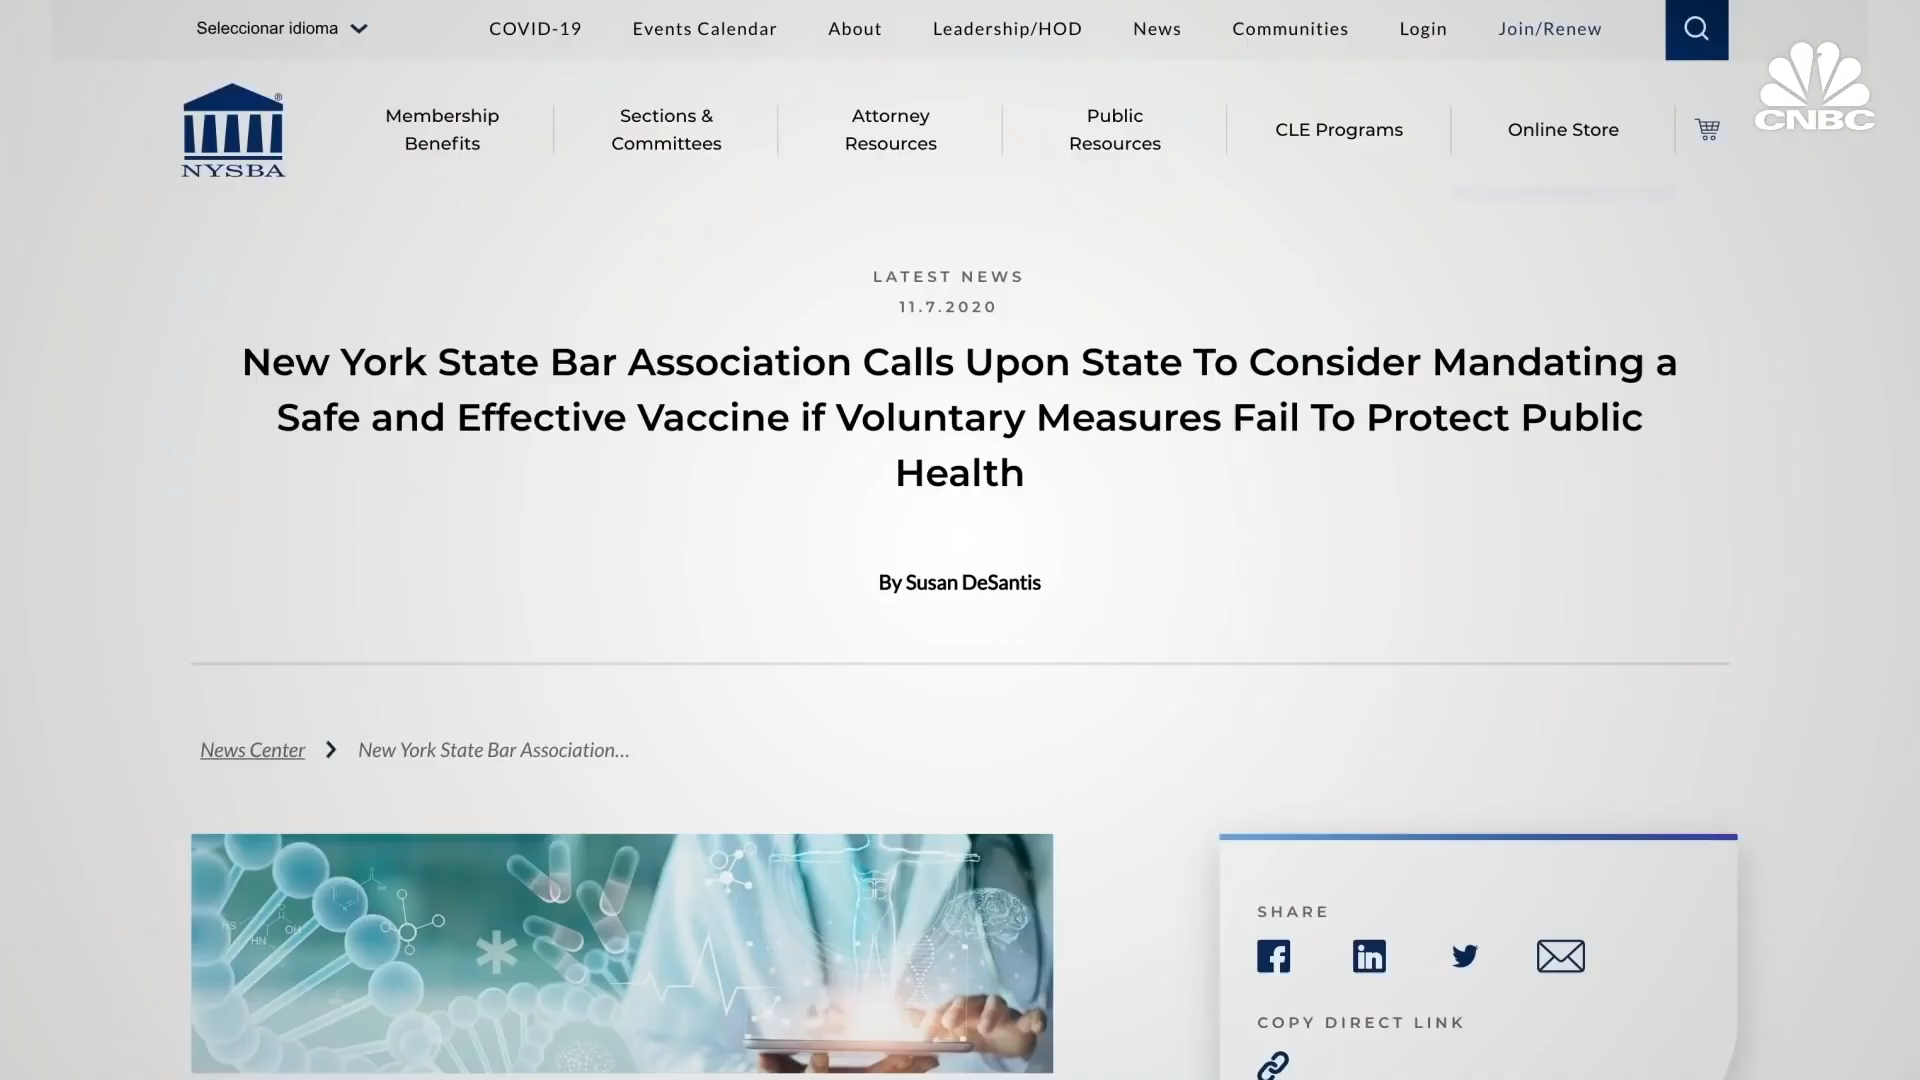 Seleccionar idioma
COVID-19 Events Calendar About Leadership/HOD News Communities Login Join/Renew
CNBC
NYSBA
®
Membership
Benefits
Sections &
Committees
Attorney
Resources
Public
Resources
CLE Programs
Online Store
LATEST NEWS
11.7.2020
New York State Bar Association Calls Upon State To Consider Mandating a
Safe and Effective Vaccine if Voluntary Measures Fail To Protect Public
Health
By Susan DeSantis
News Center
New York State Bar Association...
HS
HN
OH
SHARE
COPY DIRECT LINK